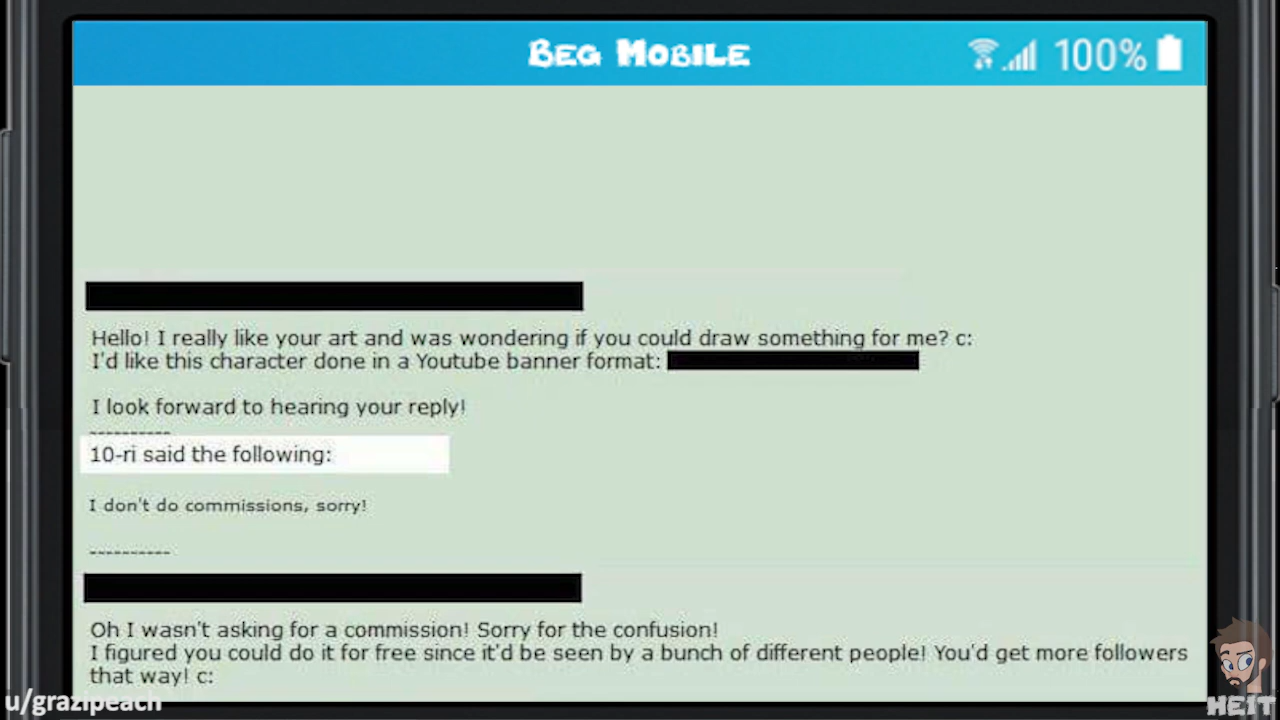 Beg Mobile
100%
Hello! I really like your art and was wondering if you could draw something for me? c:
I'd like this character done in a Youtube banner format:
I look forward to hearing your reply!
----------
10-ri said the following:
I don't do commissions, sorry!
----------
Oh I wasn't asking for a commission! Sorry for the confusion!
I figured you could do it for free since it'd be seen by a bunch of different people! You'd get more followers
that way! c:
u/grazipeach
HEIT